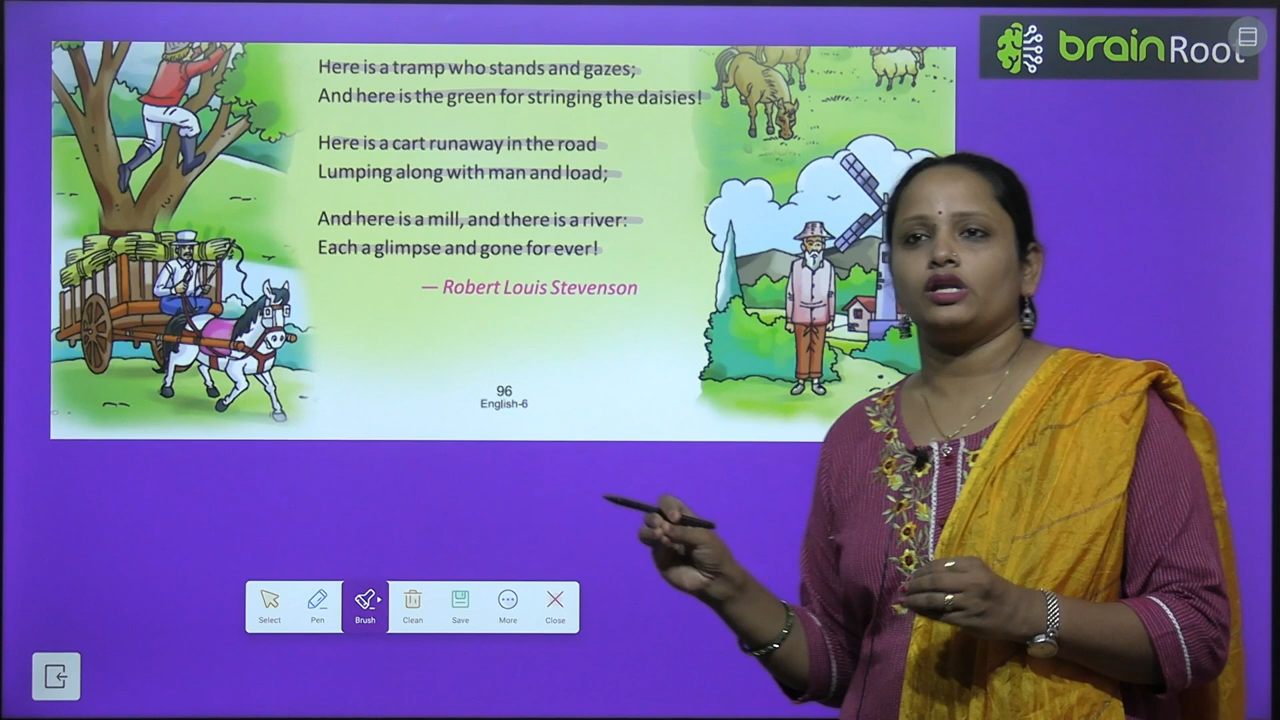 brainRoot
Here is a tramp who stands and gazes;
And here is the green for stringing the daisies!
Here is a cart runaway in the road
Lumping along with man and load;
And here is a mill, and there is a river:
Each a glimpse and gone for ever!
— Robert Louis Stevenson
96
English-6
Select
Pen
Brush
Clean
Save
More
Close